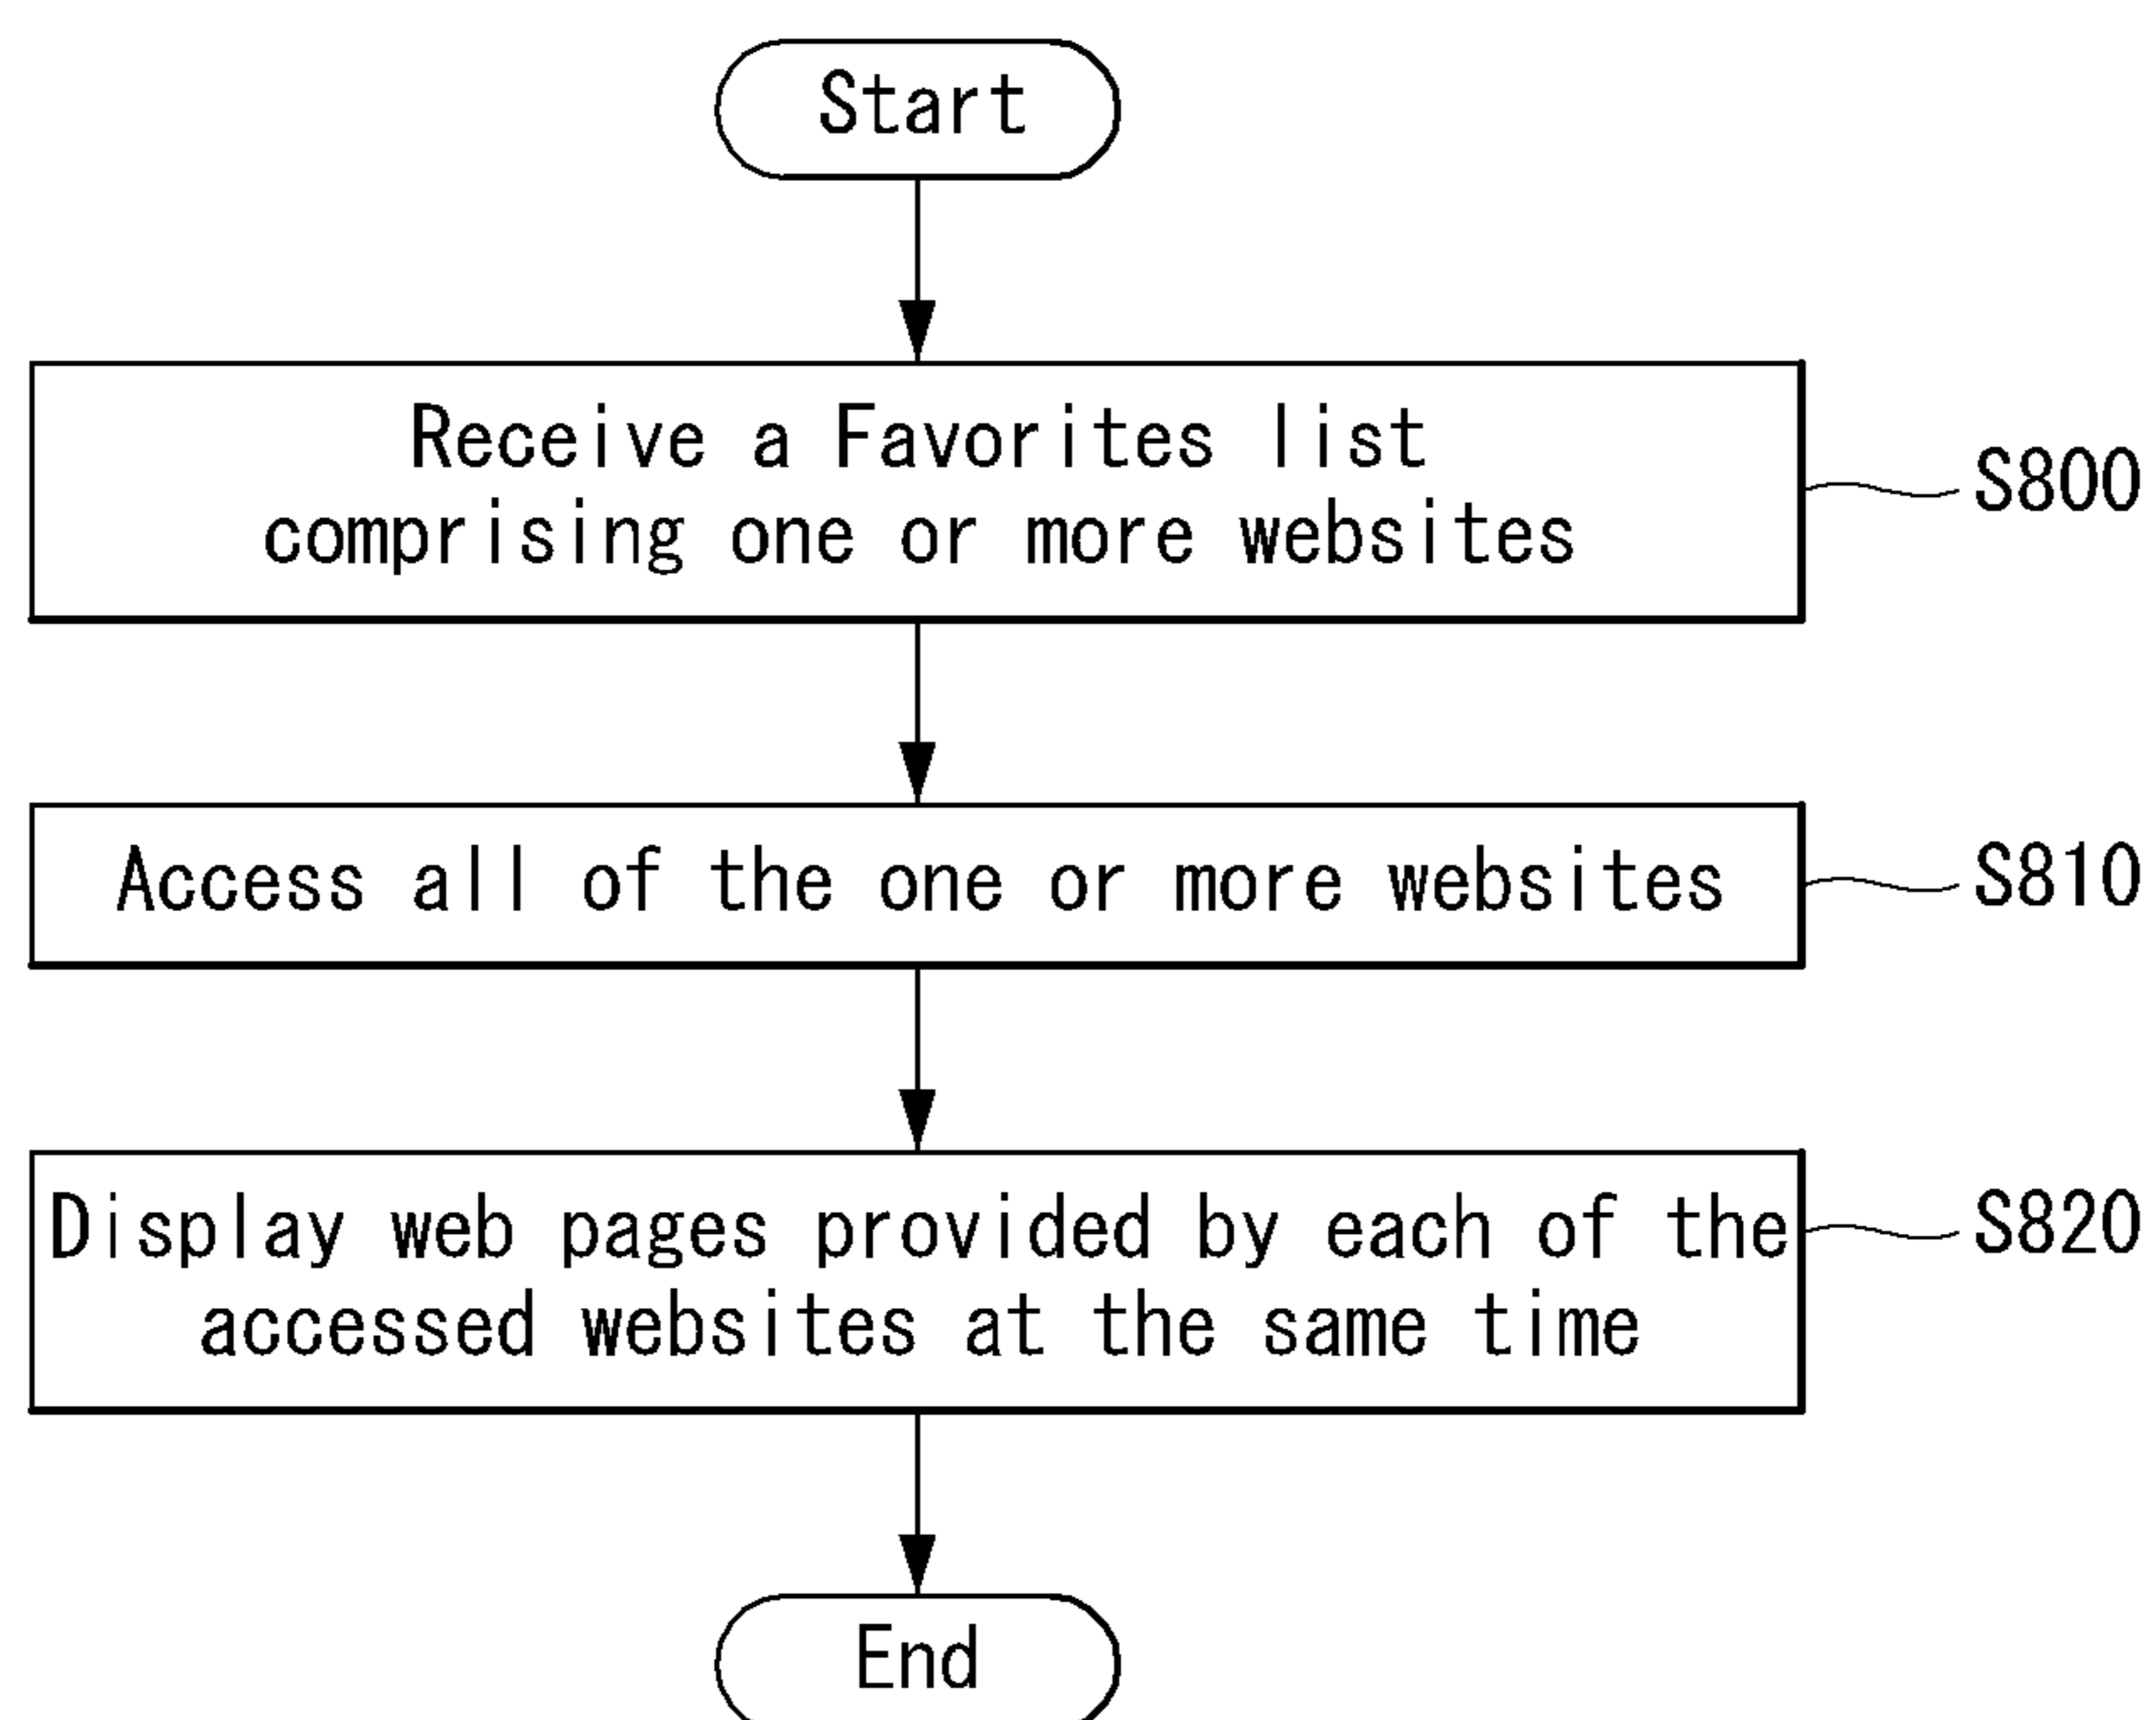 Start
Receive a Favorites list
comprising one or more websites
S800
Access all of the one or more websites
S810
Display web pages provided by each of the
accessed websites at the same time
S820
End